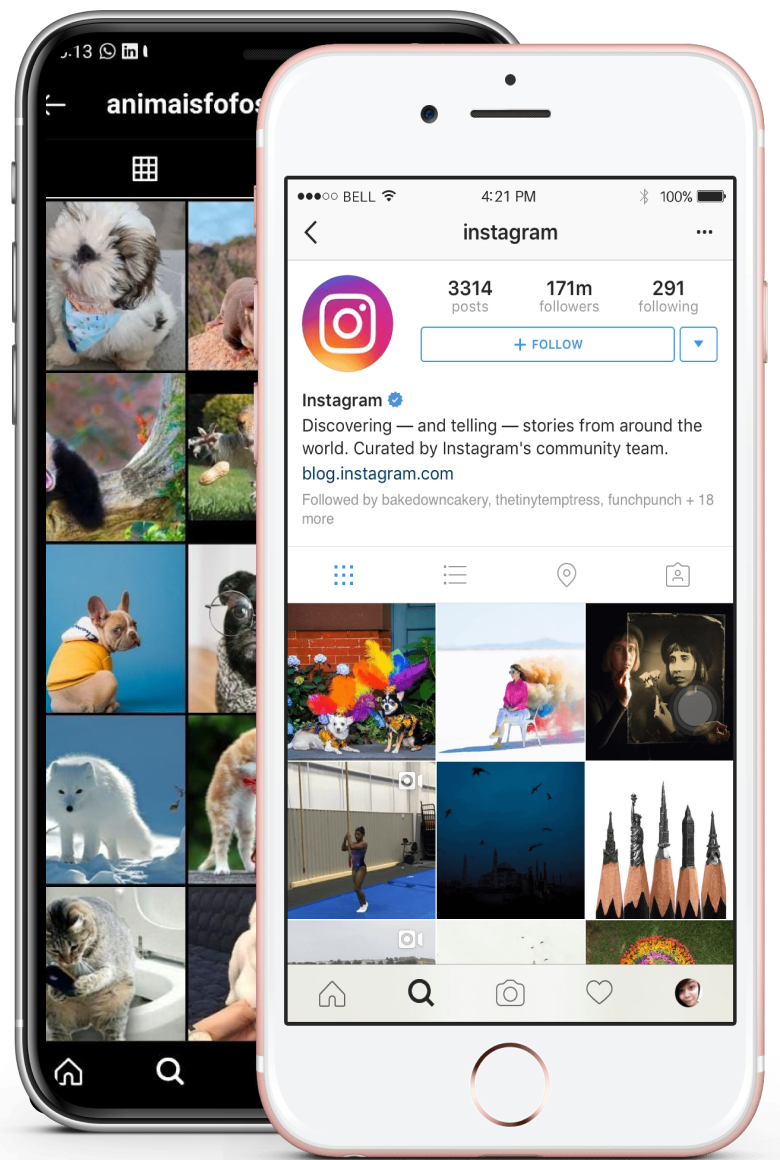 .13
in
animaisfofos
BELL
4:21 PM
100%
instagram
3314
171m
291
posts
followers
following
+ FOLLOW
Instagram
Discovering — and telling — stories from around the
world. Curated by Instagram's community team.
blog.instagram.com
Followed by bakedowncakery, thetinytemptress, funchpunch + 18
more